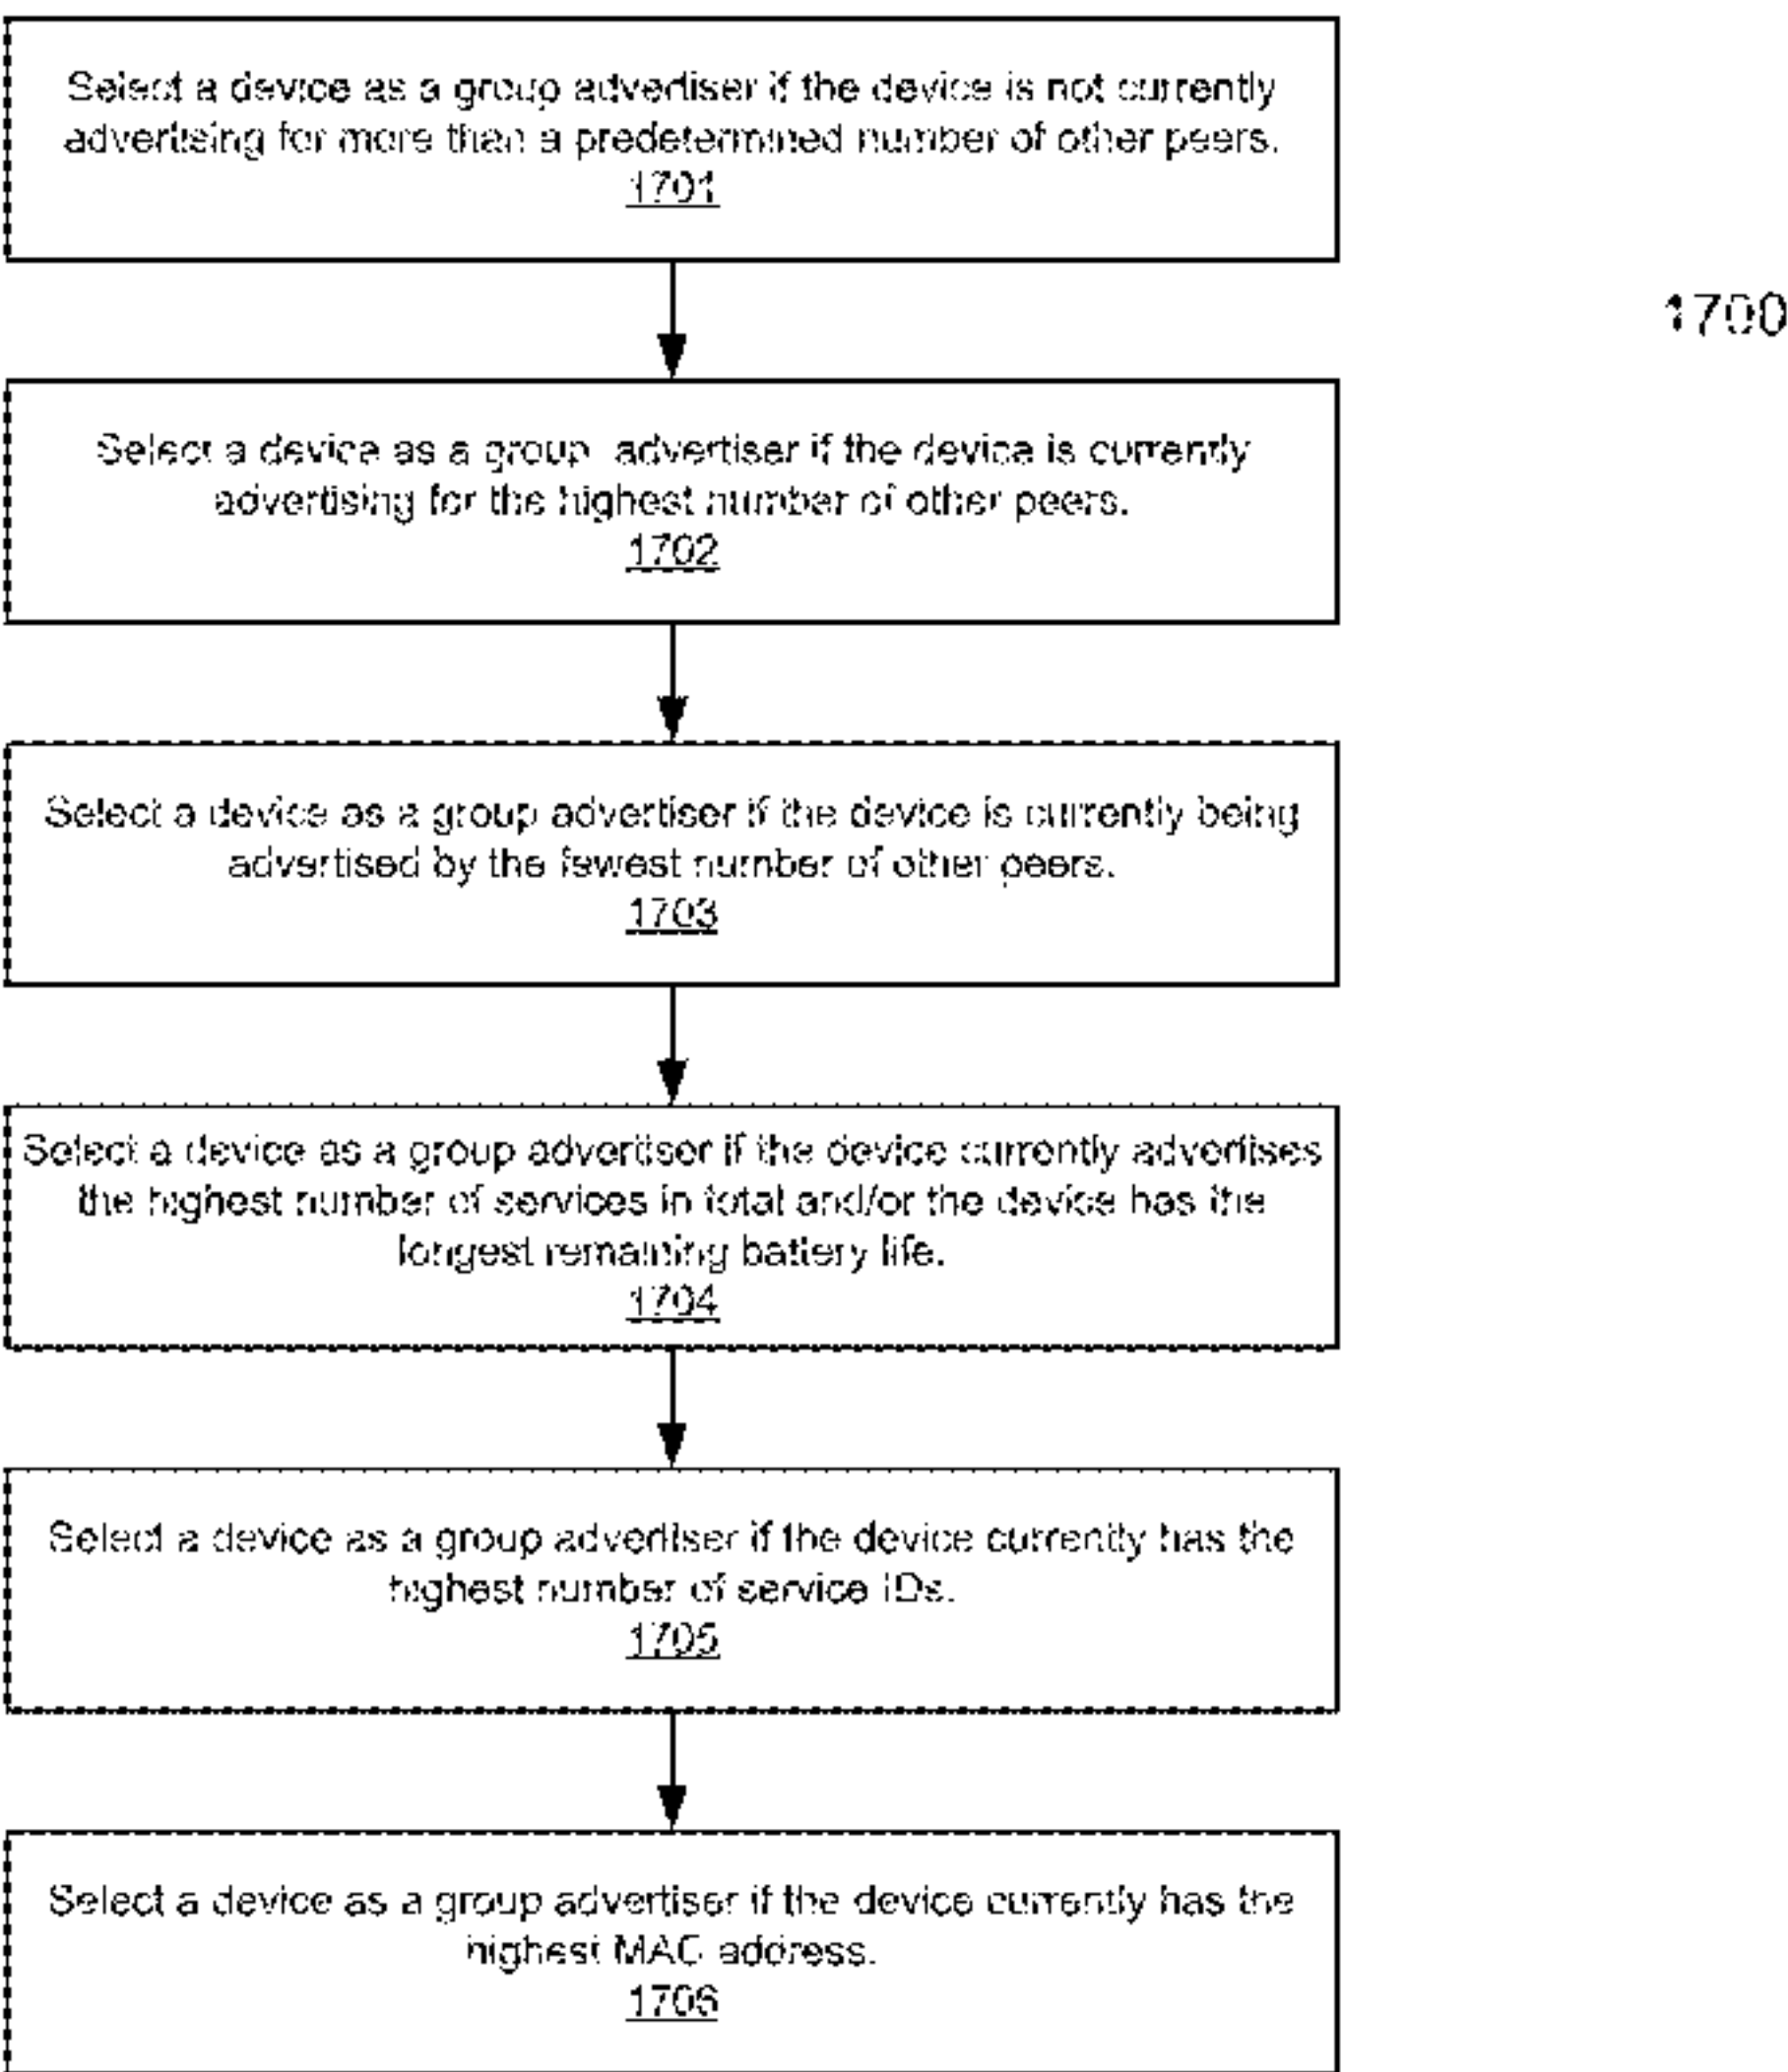 Select a device as a group advertiser if the device is not currently
advertising for more than a predetermined number of other peers.
1701
1700
Select a device as a group advertiser if the device is currently
advertising for the highest number of other peers.
1702
Select a device as a group advertiser if the device is currently being
advertised by the fewest number of other peers.
1703
Select a device as a group advertiser if the device currently advertises
the highest number of services in total and/or the device has the
longest remaining battery life.
1704
Select a device as a group advertiser if the device currently has the
highest number of service IDs.
1705
Select a device as a group advertiser if the device currently has the
highest MAC address.
1706